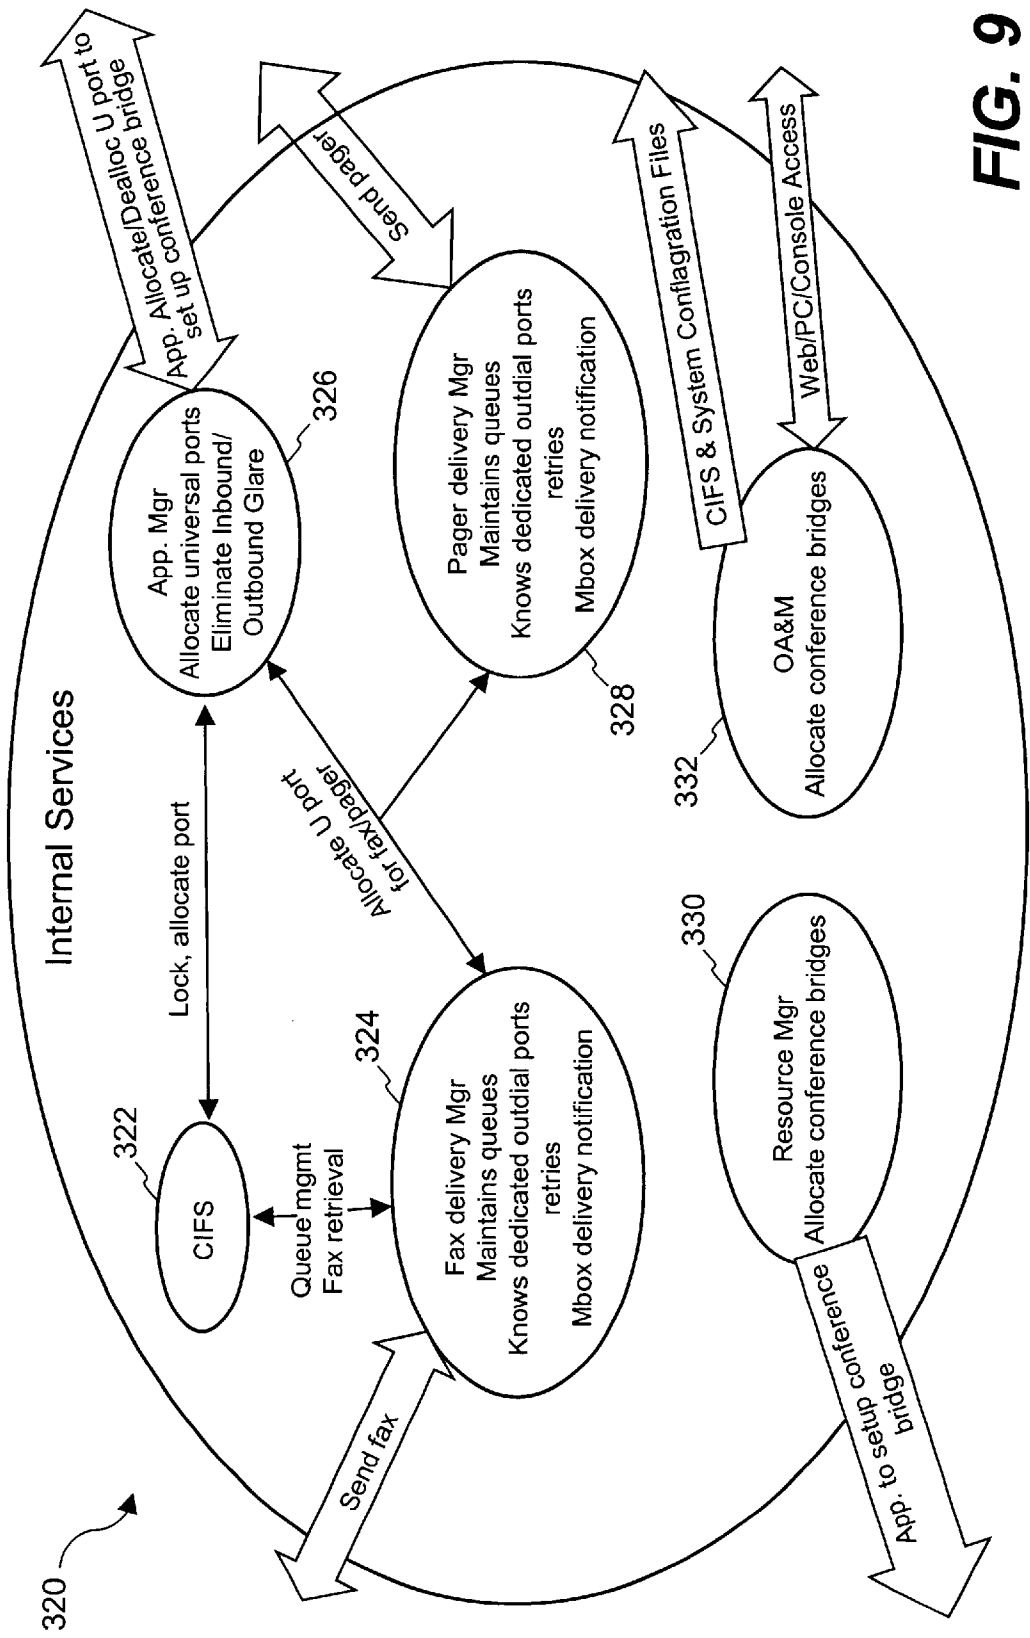 320
Internal Services
322
CIFS
Lock, allocate port
App. Mgr
Allocate universal ports
Eliminate Inbound/
Outbound Glare
326
App. Allocate/Dealloc U port to
set up conference bridge
Queue mgmt
Fax retrieval
324
Allocate U port
for fax/pager
Send pager
Send fax
Fax delivery Mgr
Maintains queues
Knows dedicated outdial ports
retries
Mbox delivery notification
Pager delivery Mgr
Maintains queues
Knows dedicated outdial ports
retries
Mbox delivery notification
328
330
Resource Mgr
Allocate conference bridges
App. to setup conference
bridge
332
OA&M
Allocate conference bridges
CIFS & System Conflagration Files
Web/PC/Console Access
FIG. 9